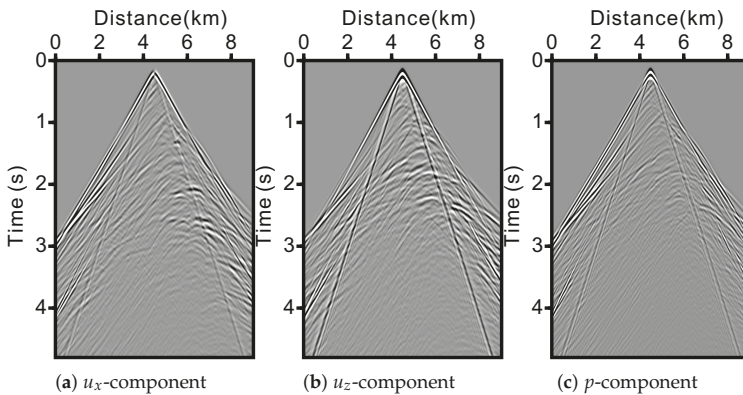 Distance(km) Distance(km) Distance(km)
0 2 4 6 8 0 2 4 6 8 0 2 4 6 8
0 0 0
1 1 1
2 2 2
3 3 3
4 4 4
Time (s) Time (s) Time (s)
(a) uₓ-component (b) u_z-component (c) p-component